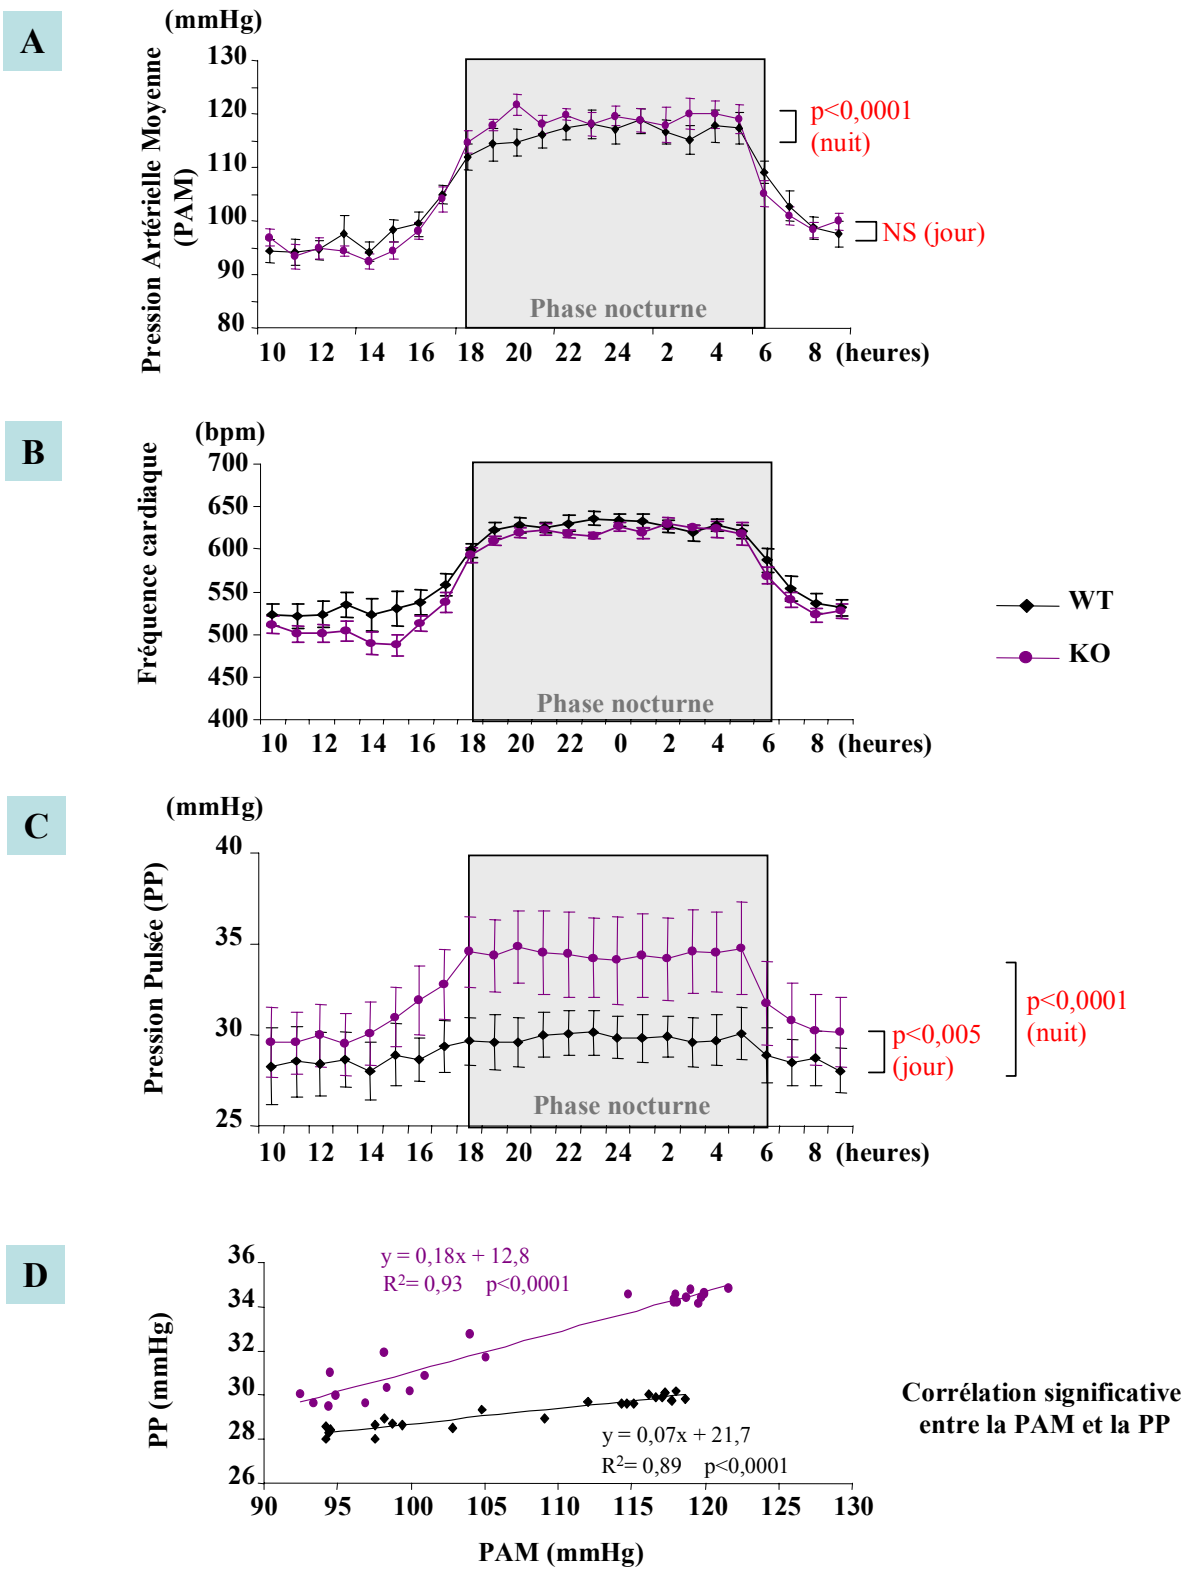 A
(mmHg)
Pression Artérielle Moyenne
(PAM)
130
120
110
100
90
80
p<0,0001
(nuit)
NS (jour)
Phase nocturne
10 12 14 16 18 20 22 24 2 4 6 8 (heures)
B
(bpm)
Fréquence cardiaque
700
650
600
550
500
450
400
WT
KO
Phase nocturne
10 12 14 16 18 20 22 0 2 4 6 8 (heures)
C
(mmHg)
Pression Pulsée (PP)
40
35
30
25
p<0,005
(jour)
p<0,0001
(nuit)
Phase nocturne
10 12 14 16 18 20 22 24 2 4 6 8 (heures)
D
PP (mmHg)
36
34
32
30
28
26
y = 0,18x + 12,8
R²= 0,93 p<0,0001
y = 0,07x + 21,7
R²= 0,89 p<0,0001
Corrélation significative
entre la PAM et la PP
90 95 100 105 110 115 120 125 130
PAM (mmHg)